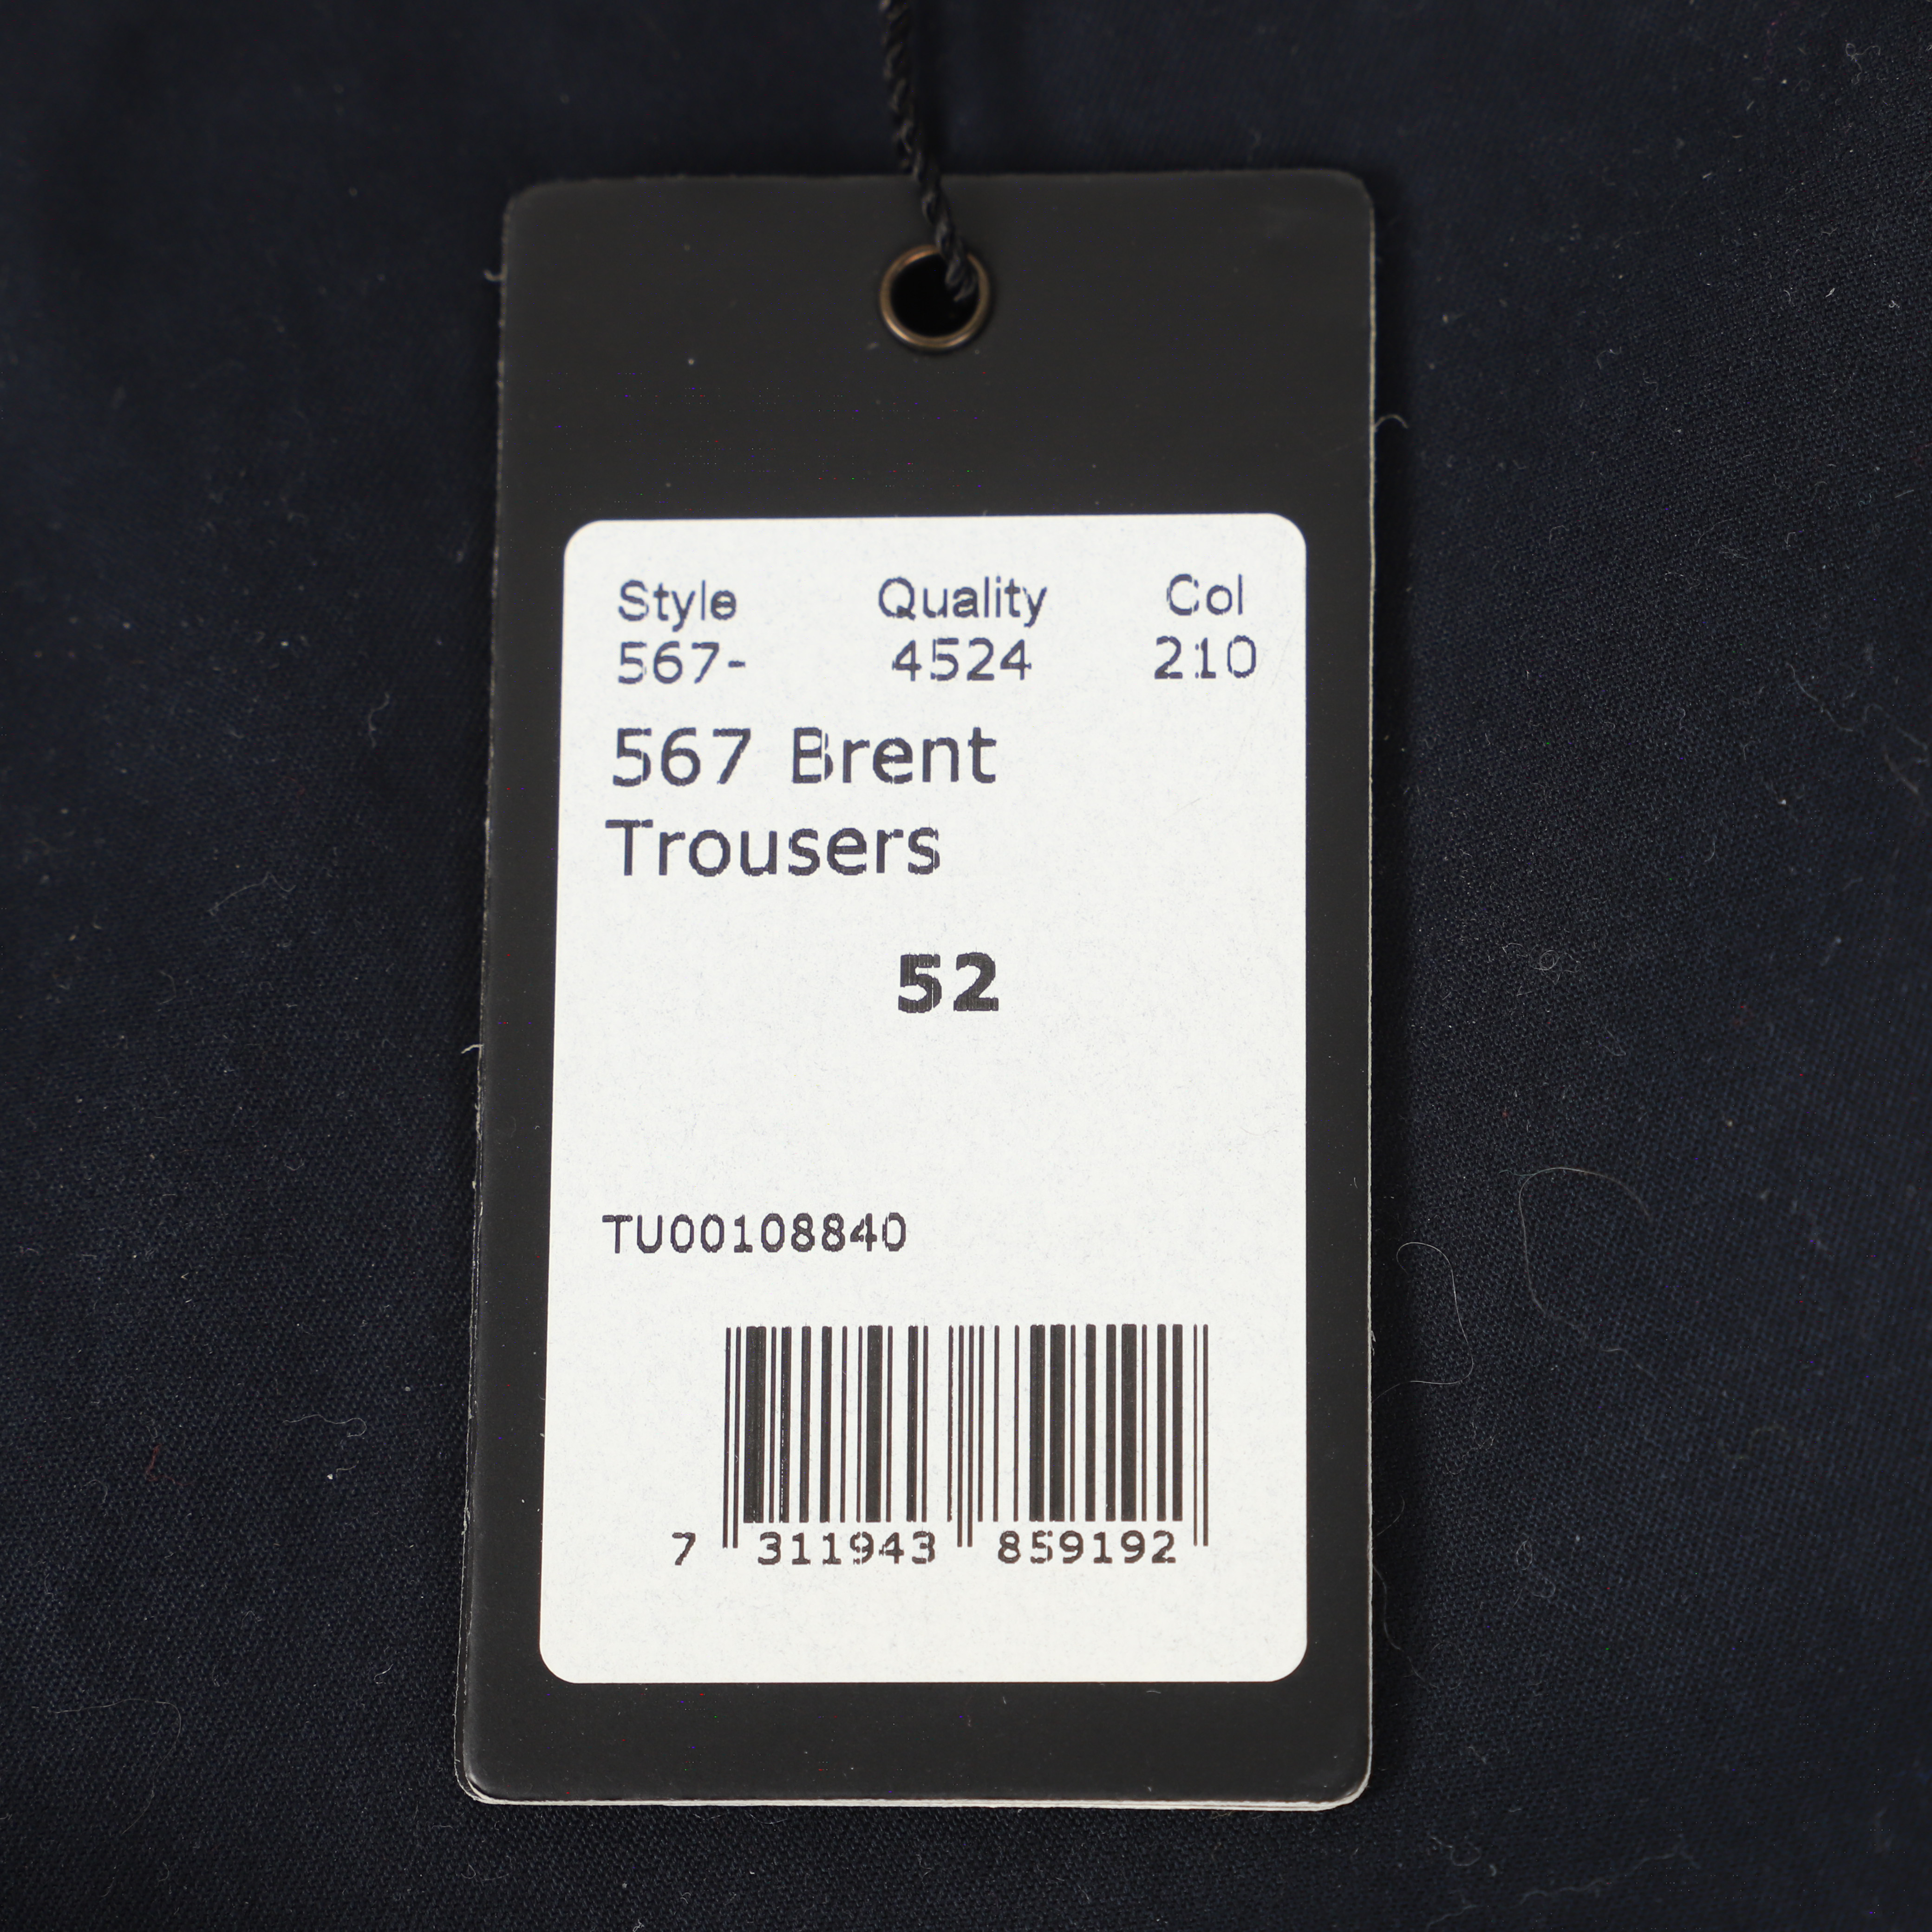 Style Quality Col
567- 4524 210
567 Brent
Trousers
52
TU00108840
7 311943 859192